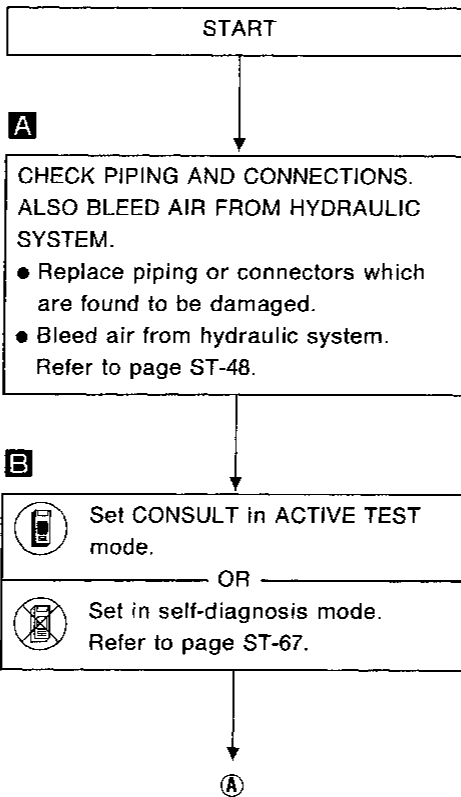 START
A
CHECK PIPING AND CONNECTIONS.
ALSO BLEED AIR FROM HYDRAULIC
SYSTEM.
● Replace piping or connectors which
are found to be damaged.
● Bleed air from hydraulic system.
Refer to page ST-48.
B
Set CONSULT in ACTIVE TEST
mode.
OR
Set in self-diagnosis mode.
Refer to page ST-67.
Ⓐ